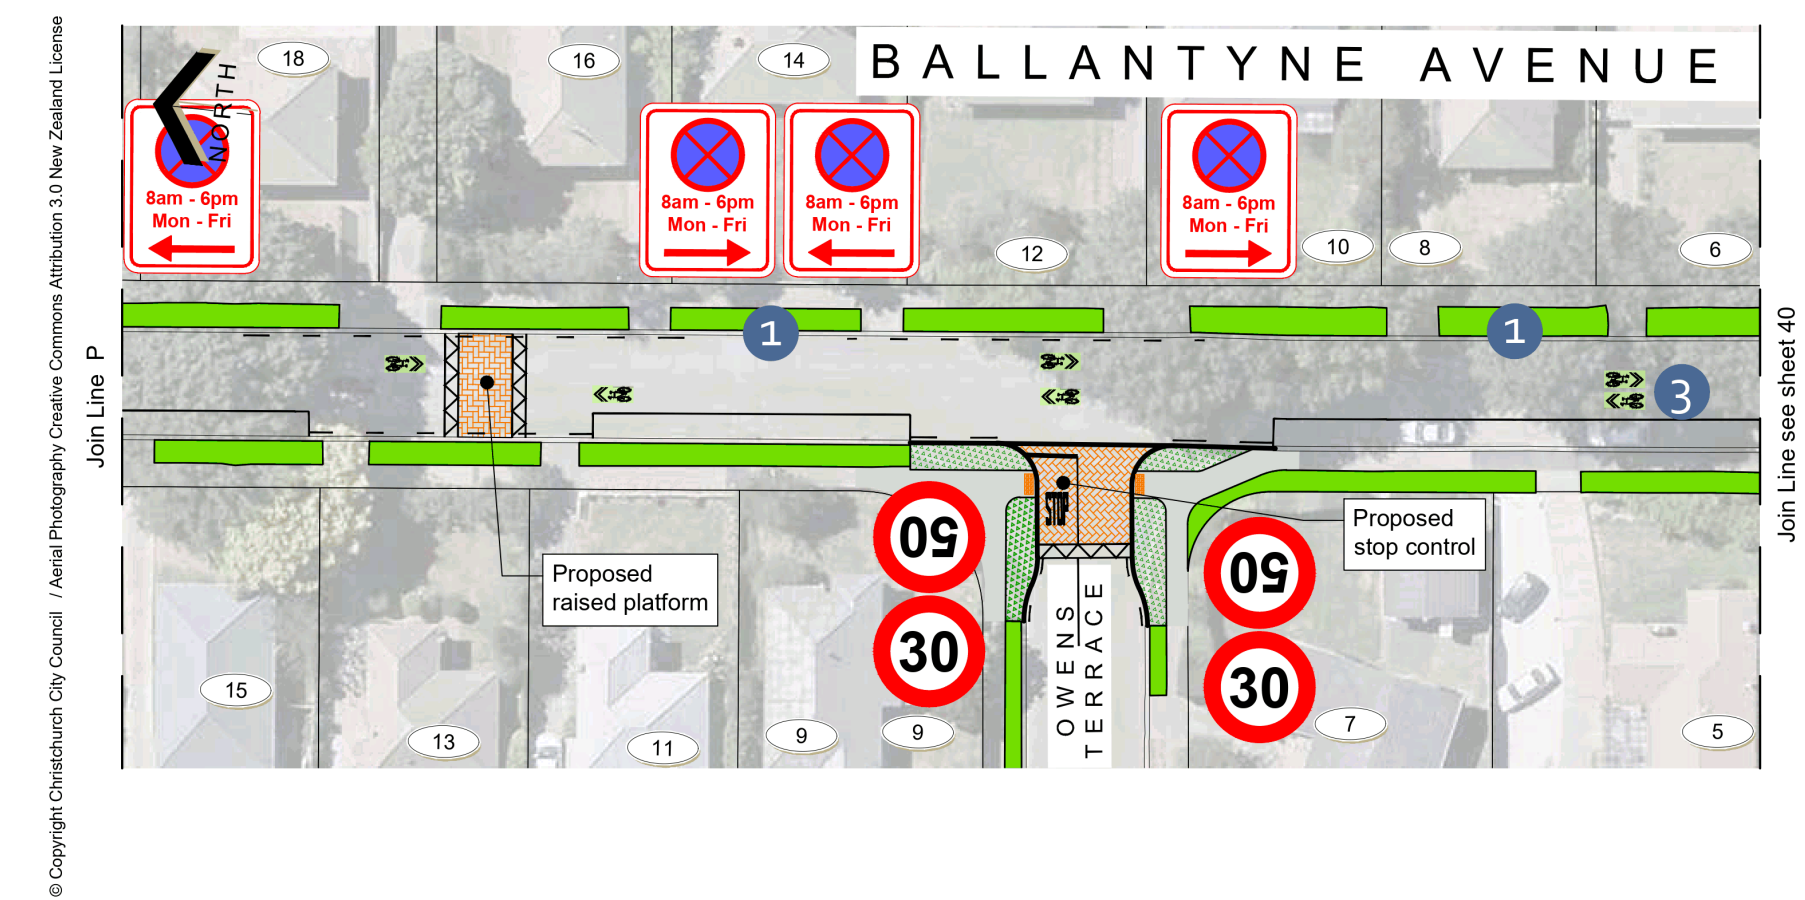 © Copyright Christchurch City Council / Aerial Photography Creative Commons Attribution 3.0 New Zealand License
Join Line P
NORTH
18
16
14
BALLANTYNE AVENUE
8am - 6pm
Mon - Fri
8am - 6pm
Mon - Fri
8am - 6pm
Mon - Fri
8am - 6pm
Mon - Fri
12
10
8
6
1
1
3
STOP
Proposed
raised platform
Proposed
stop control
50
30
50
30
OWENS
TERRACE
15
13
11
9
9
7
5
Join Line see sheet 40